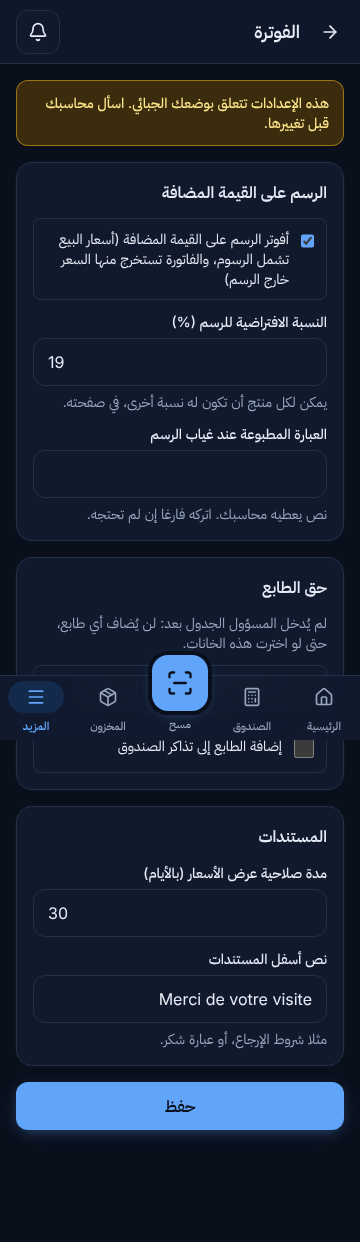 الفوترة
هذه الإعدادات تتعلق بوضعك الجبائي. اسأل محاسبك
قبل تغييرها.
الرسم على القيمة المضافة
أفوتر الرسم على القيمة المضافة (أسعار البيع
تشمل الرسوم، والفاتورة تستخرج منها السعر
خارج الرسم)
النسبة الافتراضية للرسم (%)
19
يمكن لكل منتج أن تكون له نسبة أخرى، في صفحته.
العبارة المطبوعة عند غياب الرسم
نص يعطيه محاسبك. اتركه فارغا إن لم تحتجه.
حق الطابع
لم يُدخل المسؤول الجدول بعد: لن يُضاف أي طابع،
حتى لو اخترت هذه الخانات.
الرئيسية
الصندوق
مسح
المخزون
المزيد
إضافة الطابع إلى تذاكر الصندوق
المستندات
مدة صلاحية عرض الأسعار (بالأيام)
30
نص أسفل المستندات
Merci de votre visite
مثلا شروط الإرجاع، أو عبارة شكر.
حفظ